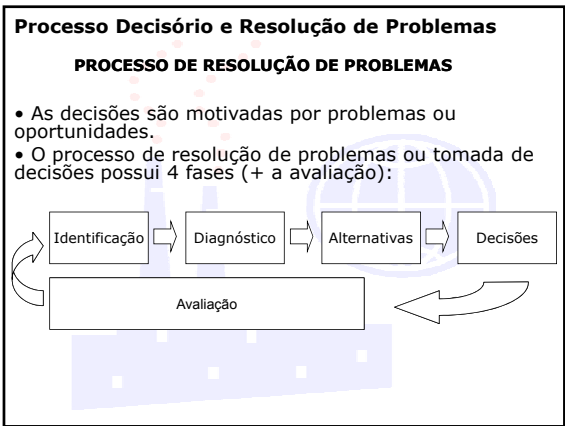 Processo Decisório e Resolução de Problemas
PROCESSO DE RESOLUÇÃO DE PROBLEMAS
• As decisões são motivadas por problemas ou
oportunidades.
• O processo de resolução de problemas ou tomada de
decisões possui 4 fases (+ a avaliação):
Identificação
Diagnóstico
Alternativas
Decisões
Avaliação